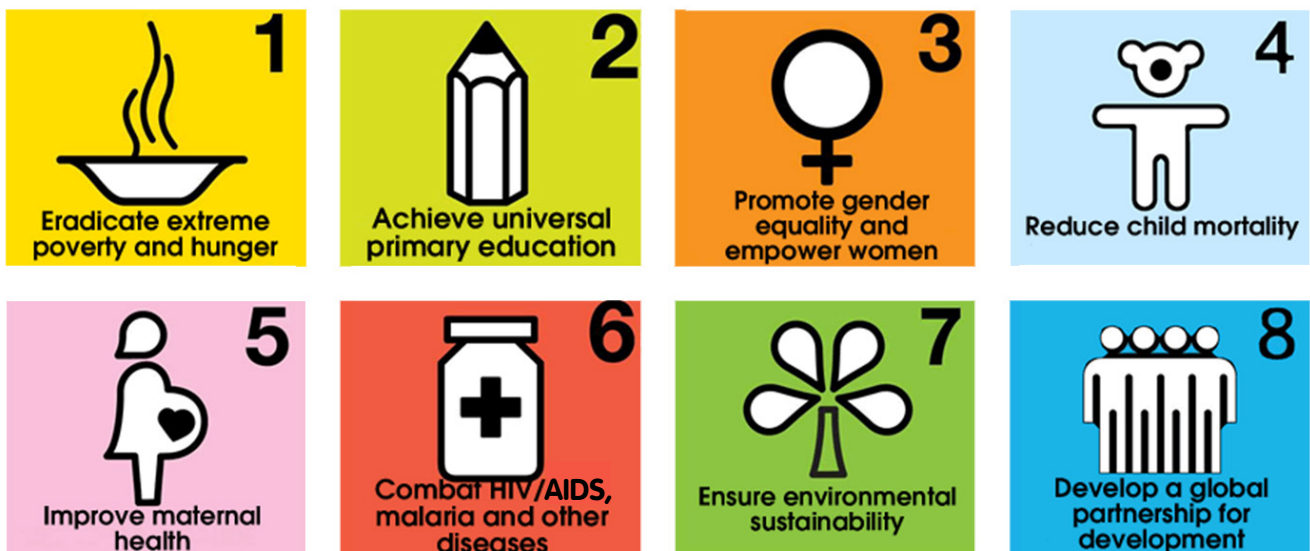 1
Eradicate extreme
poverty and hunger
2
Achieve universal
primary education
3
Promote gender
equality and
empower women
4
Reduce child mortality
5
Improve maternal
health
6
Combat HIV/AIDS,
malaria and other
diseases
7
Ensure environmental
sustainability
8
Develop a global
partnership for
development